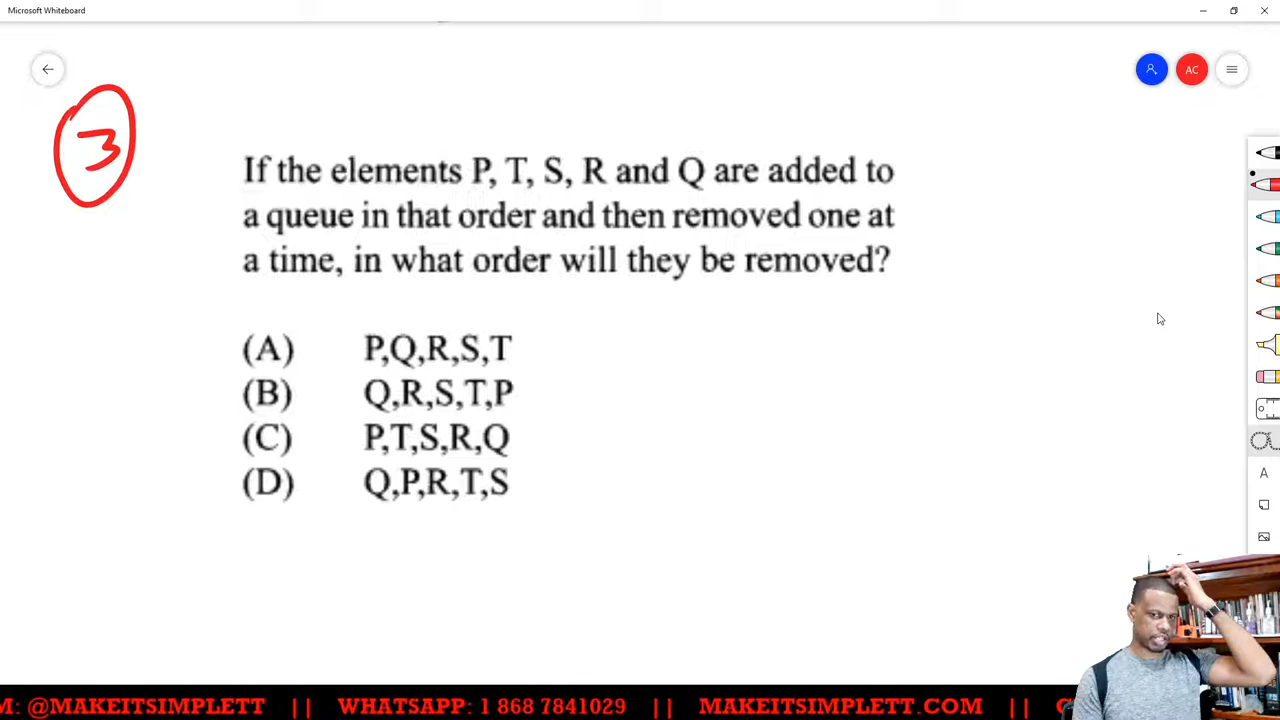 Microsoft Whiteboard
AC
3
If the elements P, T, S, R and Q are added to
a queue in that order and then removed one at
a time, in what order will they be removed?
(A) P,Q,R,S,T
(B) Q,R,S,T,P
(C) P,T,S,R,Q
(D) Q,P,R,T,S
A
M: @MAKEITSIMPLETT || WHATSAPP: 1 868 7841029 || MAKEITSIMPLETT.COM ||